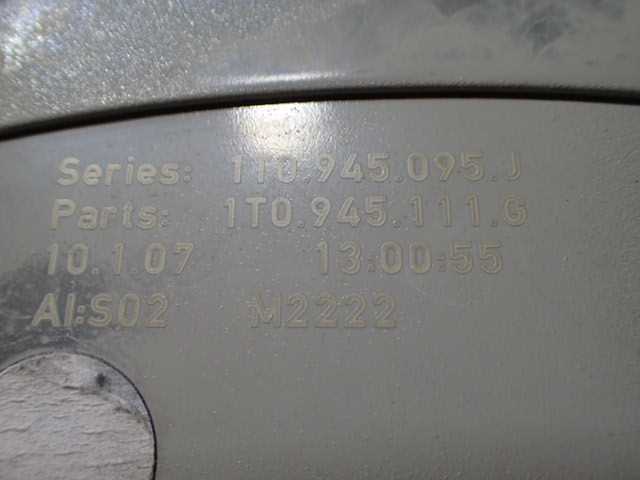 Series: 1T0.945.095.J
Parts: 1T0.945.111.G
10.1.07 13:00:55
AI:S02 M2222